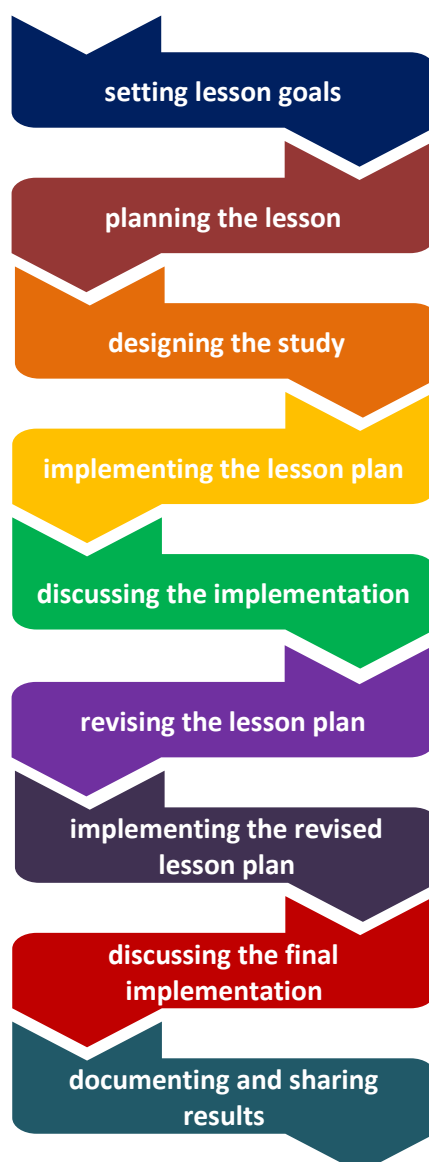 setting lesson goals
planning the lesson
designing the study
implementing the lesson plan
discussing the implementation
revising the lesson plan
implementing the revised
lesson plan
discussing the final
implementation
documenting and sharing
results